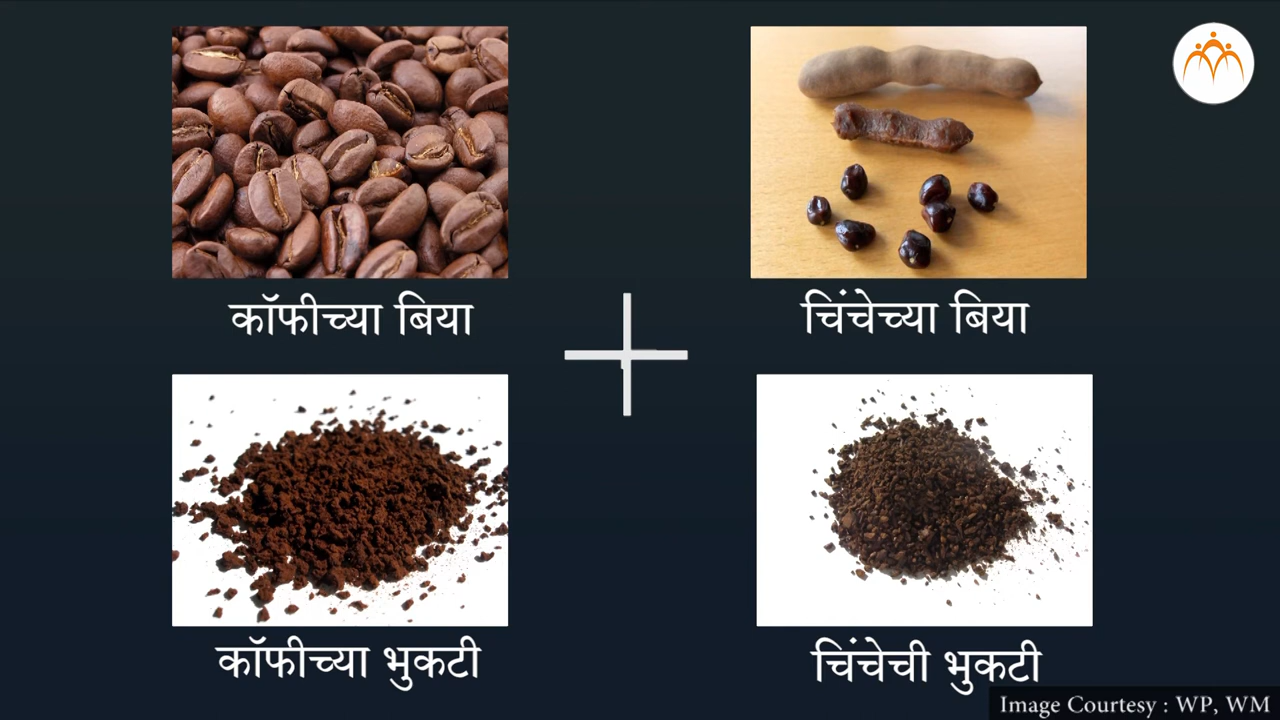 कॉफीच्या बिया
चिंचेच्या बिया
कॉफीच्या भुकटी
चिंचेची भुकटी
Image Courtesy : WP, WM